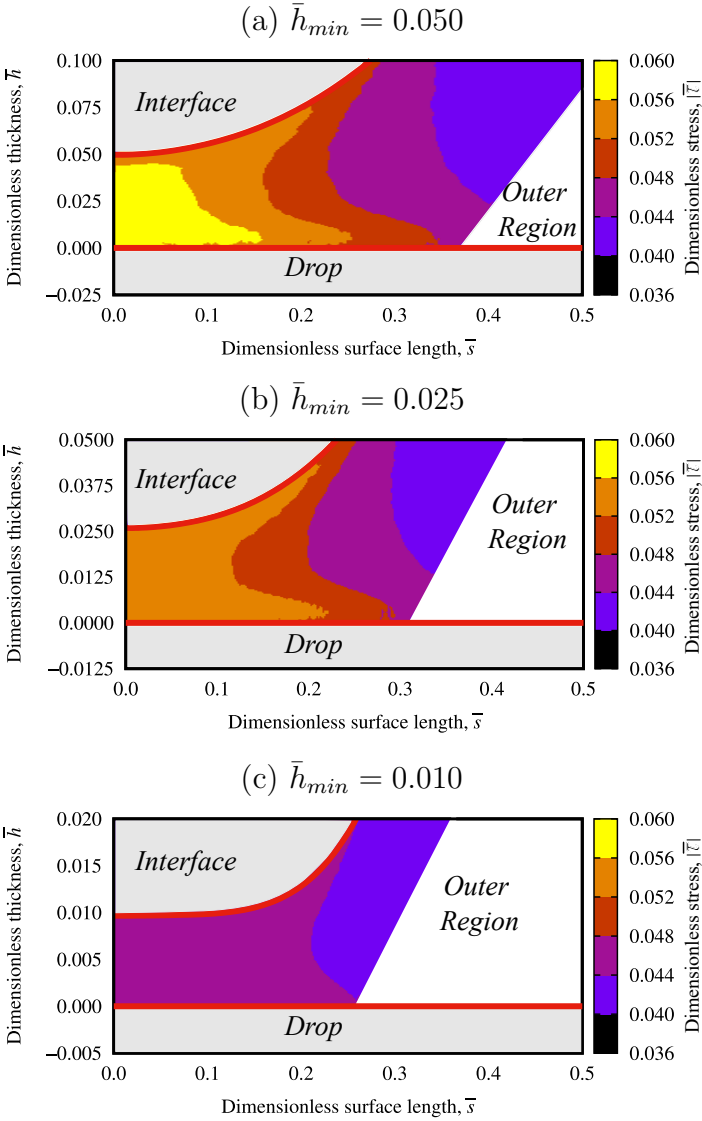 (a) h̄_min = 0.050
Dimensionless thickness, h̄
0.100
0.075
0.050
0.025
0.000
−0.025
Interface
Outer
Region
Drop
0.0 0.1 0.2 0.3 0.4 0.5
Dimensionless surface length, s̄
0.060
0.056
0.052
0.048
0.044
0.040
0.036
Dimensionless stress, |τ̿|
(b) h̄_min = 0.025
Dimensionless thickness, h̄
0.0500
0.0375
0.0250
0.0125
0.0000
−0.0125
Interface
Outer
Region
Drop
0.0 0.1 0.2 0.3 0.4 0.5
Dimensionless surface length, s̄
0.060
0.056
0.052
0.048
0.044
0.040
0.036
Dimensionless stress, |τ̿|
(c) h̄_min = 0.010
Dimensionless thickness, h̄
0.020
0.015
0.010
0.005
0.000
−0.005
Interface
Outer
Region
Drop
0.0 0.1 0.2 0.3 0.4 0.5
Dimensionless surface length, s̄
0.060
0.056
0.052
0.048
0.044
0.040
0.036
Dimensionless stress, |τ̿|